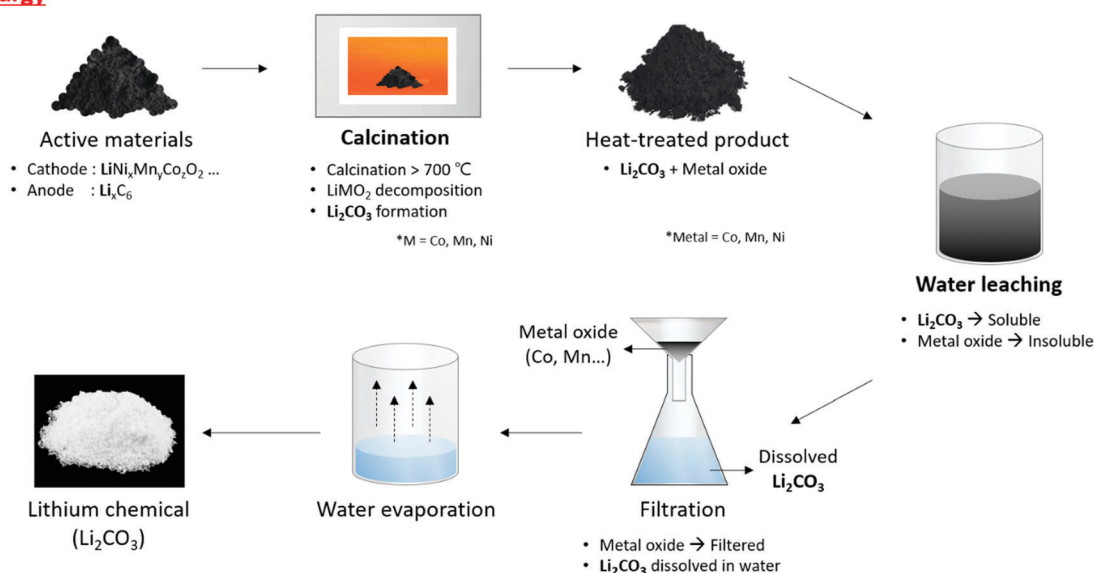 Active materials
• Cathode : LiNiₓMnᵧCo_zO₂ ...
• Anode : LiₓC₆
Calcination
• Calcination > 700 ℃
• LiMO₂ decomposition
• Li₂CO₃ formation
*M = Co, Mn, Ni
Heat-treated product
• Li₂CO₃ + Metal oxide
*Metal = Co, Mn, Ni
Water leaching
• Li₂CO₃ → Soluble
• Metal oxide → Insoluble
Metal oxide
(Co, Mn...)
Dissolved
Li₂CO₃
Filtration
• Metal oxide → Filtered
• Li₂CO₃ dissolved in water
Water evaporation
Lithium chemical
(Li₂CO₃)